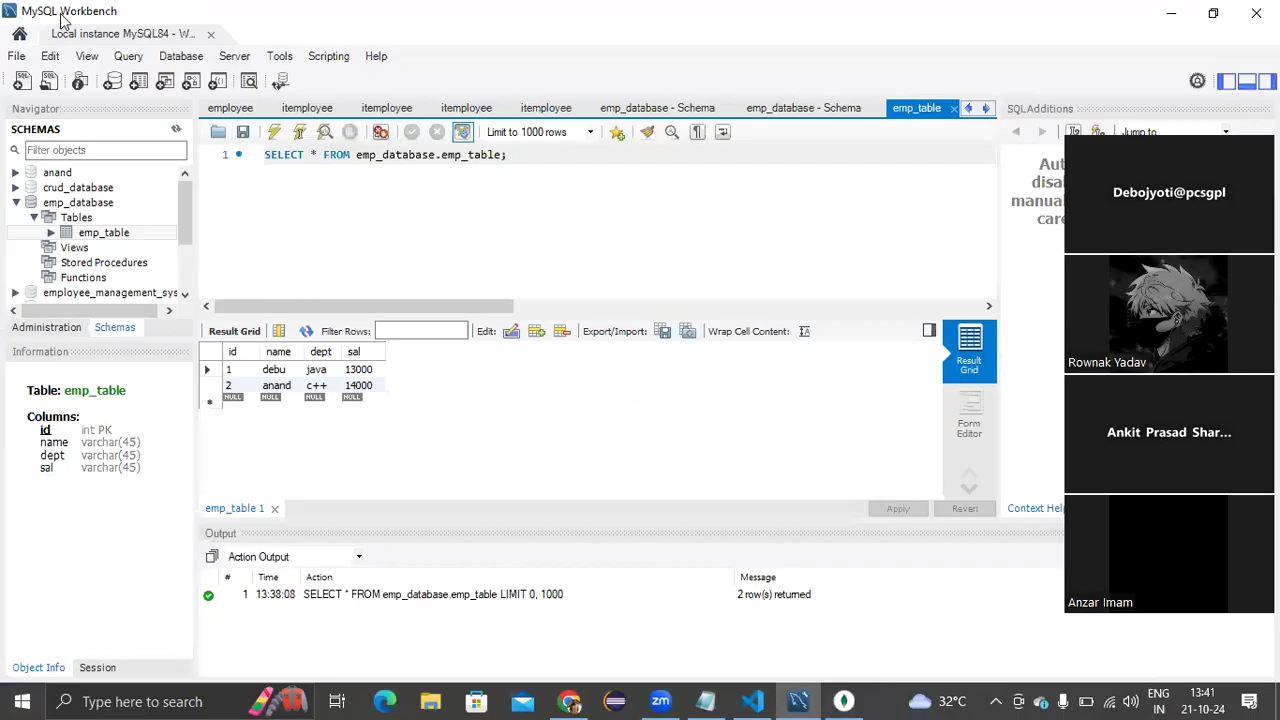 MySQL Workbench
Local instance MySQL84 - W...
File Edit View Query Database Server Tools Scripting Help
Navigator
employee itemployee itemployee itemployee itemployee emp_database - Schema emp_database - Schema emp_table
SQLAdditions
SCHEMAS
Filter objects
Limit to 1000 rows
Jump to
1 SELECT * FROM emp_database.emp_table;
anand
crud_database
emp_database
Tables
emp_table
Views
Stored Procedures
Functions
employee_management_sys
Administration Schemas
Information
Table: emp_table
Columns:
id int PK
name varchar(45)
dept varchar(45)
sal varchar(45)
Result Grid Filter Rows: Edit: Export/Import: Wrap Cell Content:
id name dept sal
1 debu java 13000
2 anand c++ 14000
NULL NULL NULL NULL
Result
Grid
Form
Editor
emp_table 1
Apply Revert
Context Help
Output
Action Output
# Time Action Message
1 13:38:08 SELECT * FROM emp_database.emp_table LIMIT 0, 1000 2 row(s) returned
Object Info Session
Debojyoti@pcsgpl
Rownak Yadav
Ankit Prasad Shar...
Anzar Imam
Type here to search
zm
32°C
ENG
IN
13:41
21-10-24